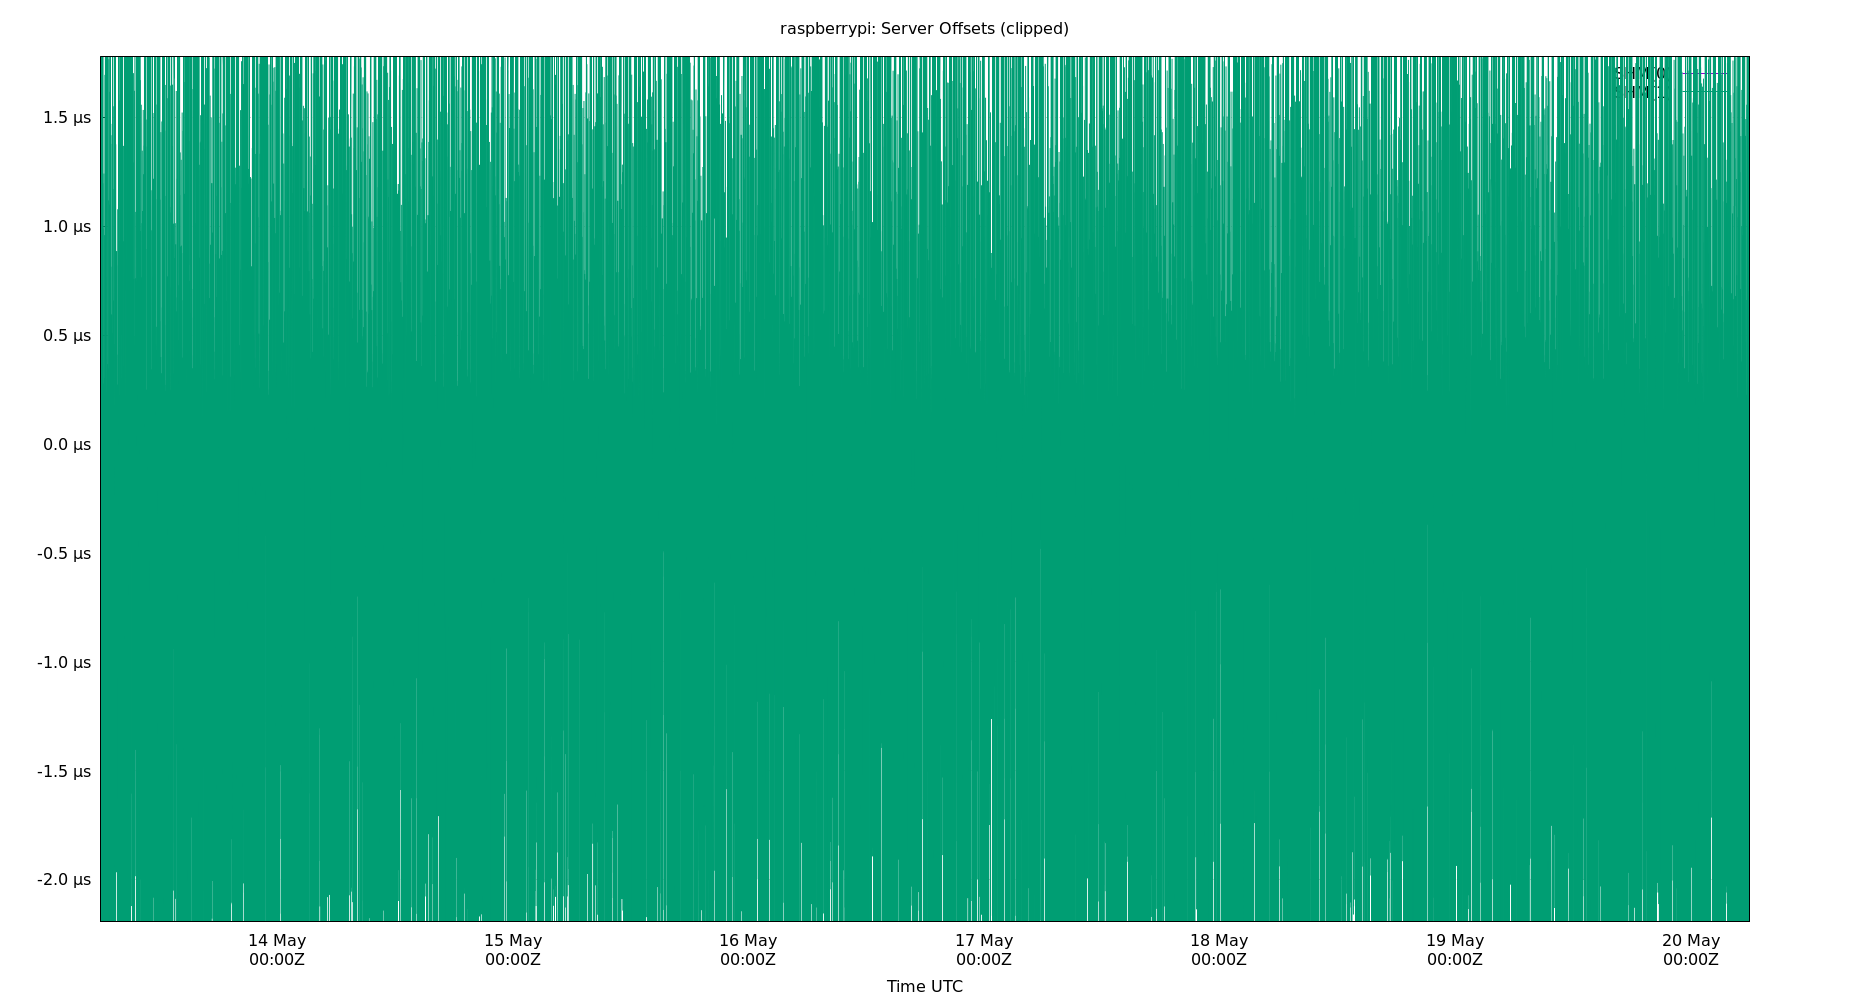 raspberrypi: Server Offsets (clipped)
SHM(0)
1.5 µs
1.0 µs
0.5 µs
0.0 µs
-0.5 µs
-1.0 µs
-1.5 µs
-2.0 µs
14 May 15 May 16 May 17 May 18 May 19 May 20 May
00:00Z 00:00Z 00:00Z 00:00Z 00:00Z 00:00Z 00:00Z
Time UTC